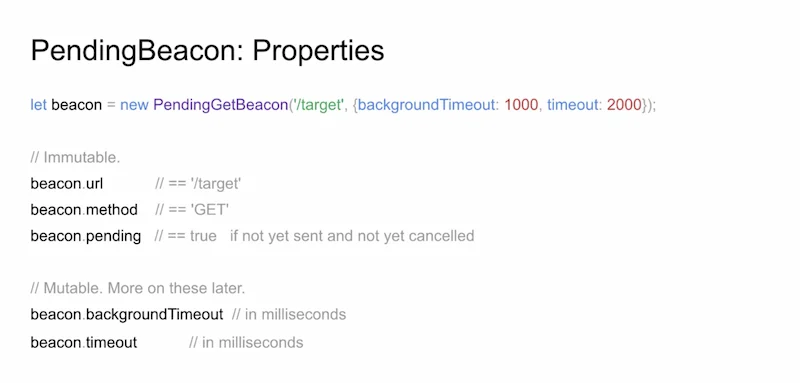 PendingBeacon: Properties
let beacon = new PendingGetBeacon('/target', {backgroundTimeout: 1000, timeout: 2000});
// Immutable.
beacon.url // == '/target'
beacon.method // == 'GET'
beacon.pending // == true if not yet sent and not yet cancelled
// Mutable. More on these later.
beacon.backgroundTimeout // in milliseconds
beacon.timeout // in milliseconds